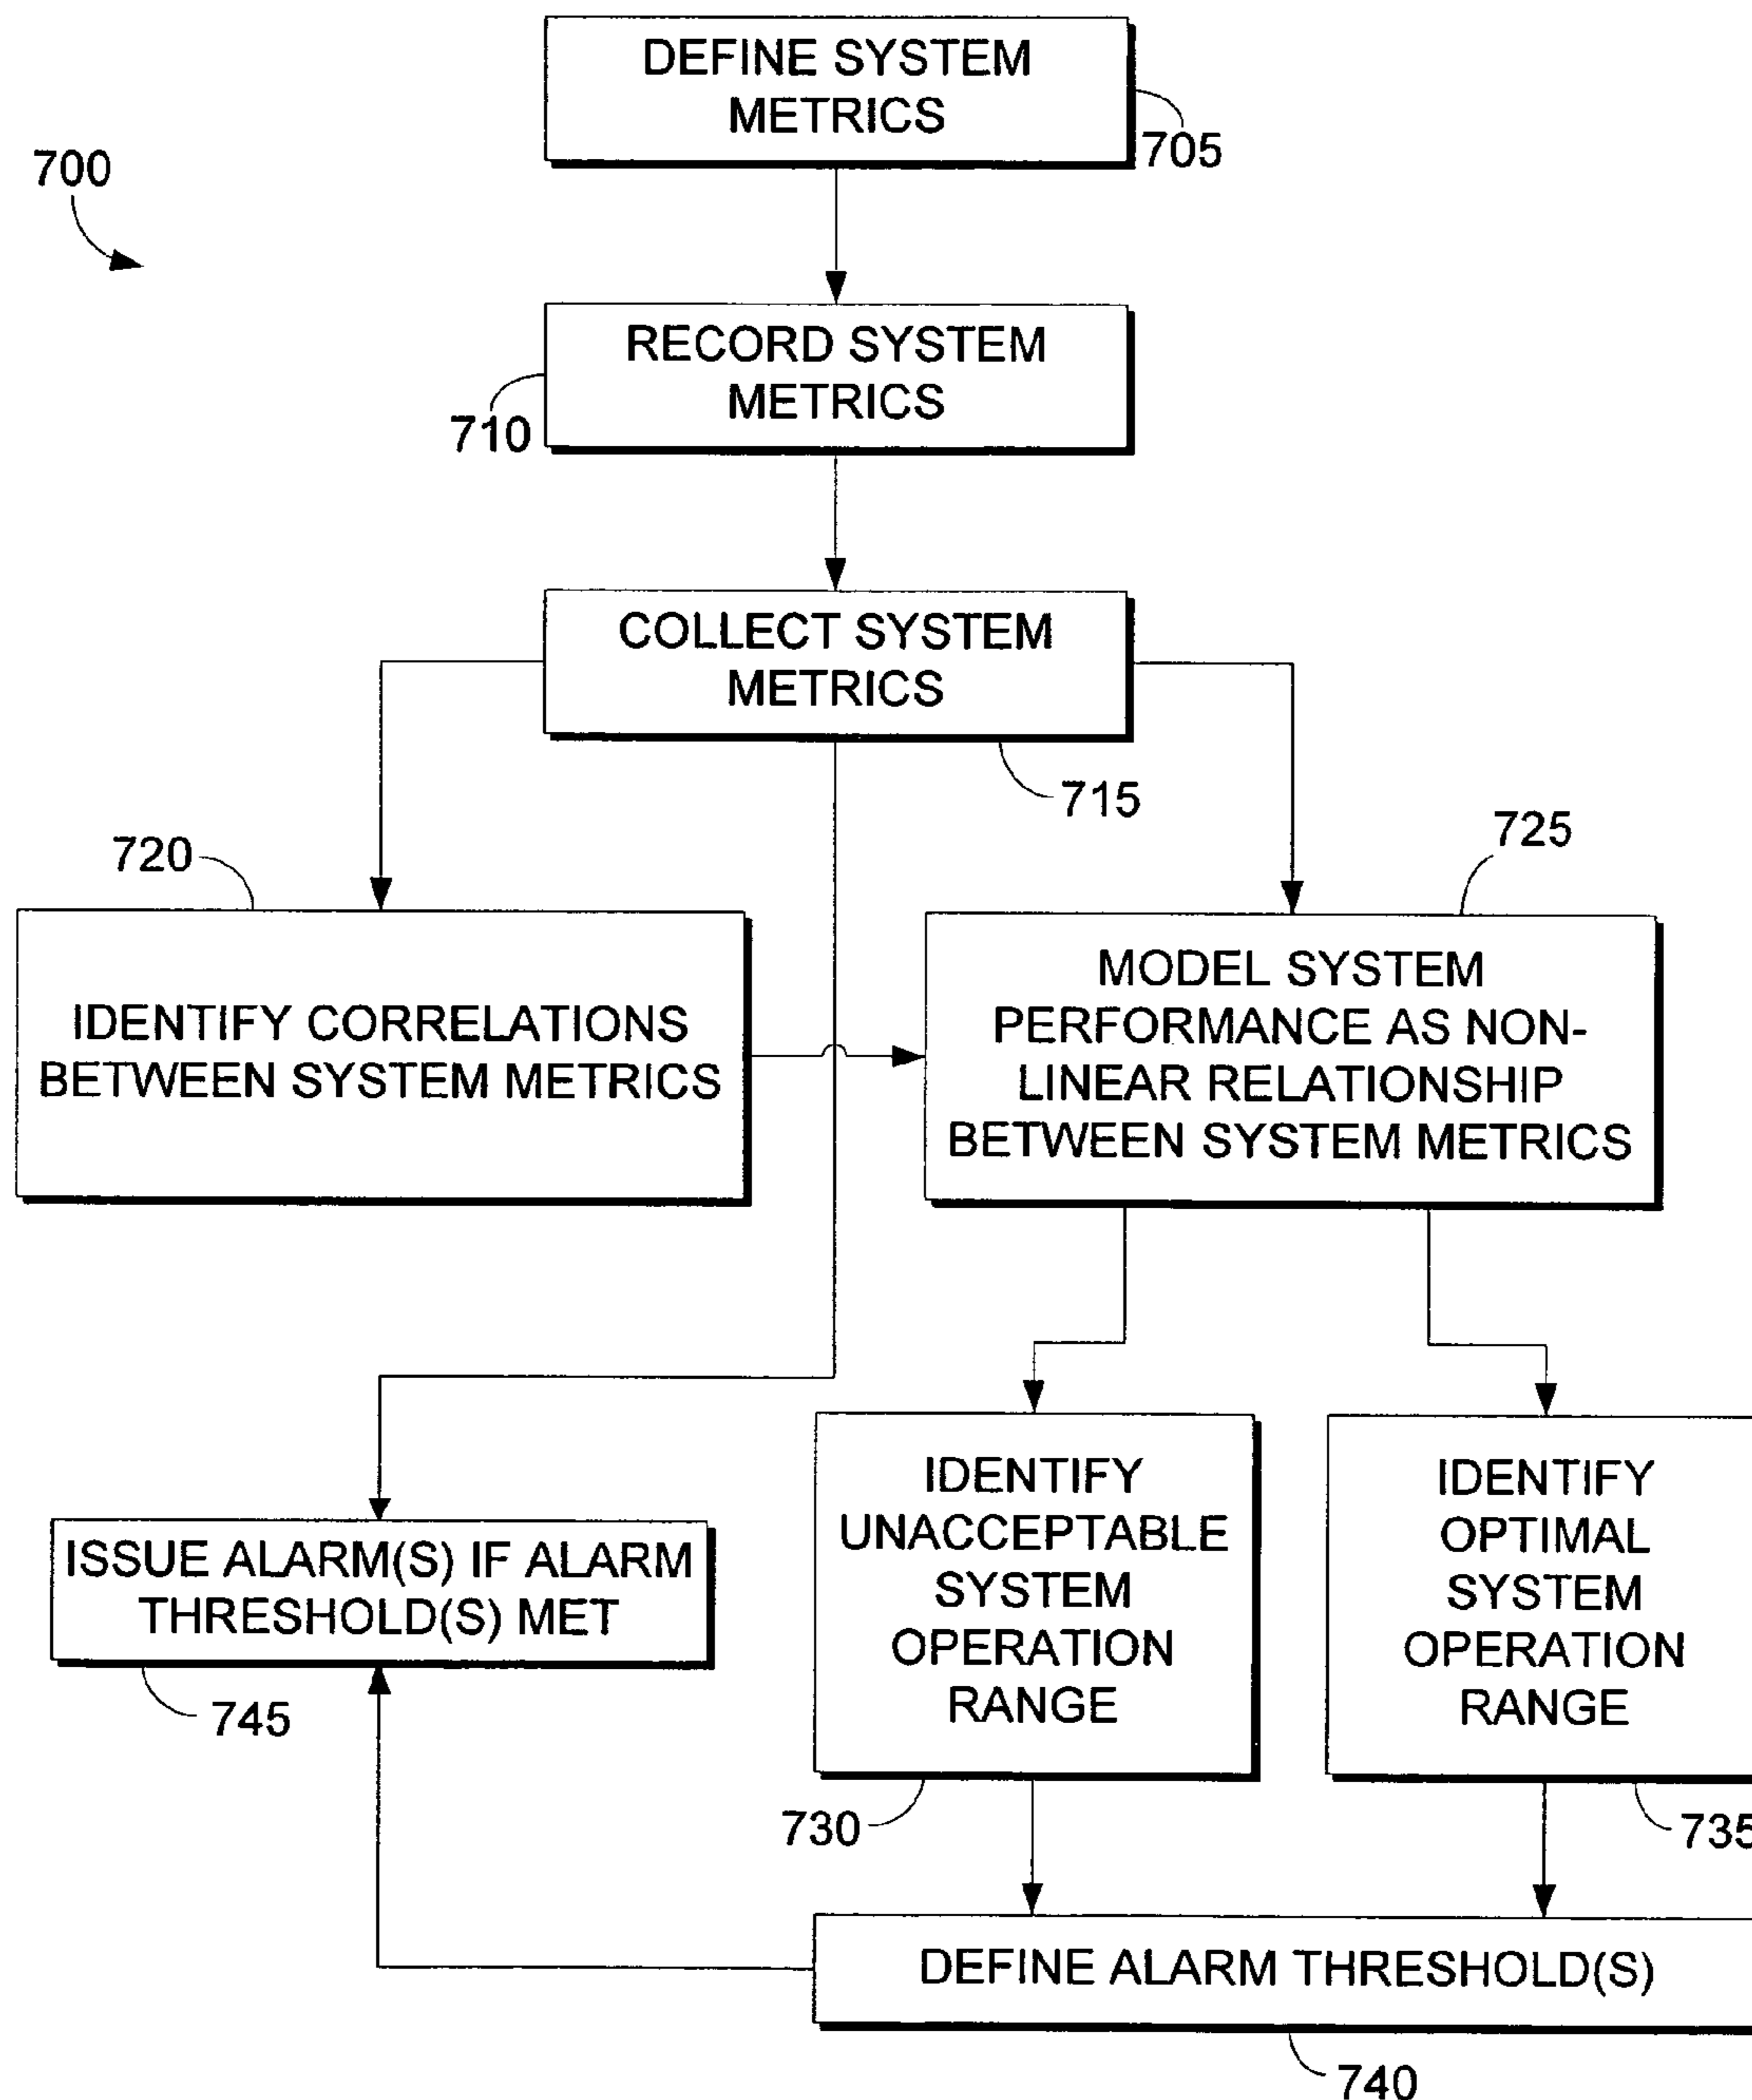 DEFINE SYSTEM
METRICS
705
700
RECORD SYSTEM
METRICS
710
COLLECT SYSTEM
METRICS
715
720
725
IDENTIFY CORRELATIONS
BETWEEN SYSTEM METRICS
MODEL SYSTEM
PERFORMANCE AS NON-
LINEAR RELATIONSHIP
BETWEEN SYSTEM METRICS
ISSUE ALARM(S) IF ALARM
THRESHOLD(S) MET
745
IDENTIFY
UNACCEPTABLE
SYSTEM
OPERATION
RANGE
730
IDENTIFY
OPTIMAL
SYSTEM
OPERATION
RANGE
735
DEFINE ALARM THRESHOLD(S)
740